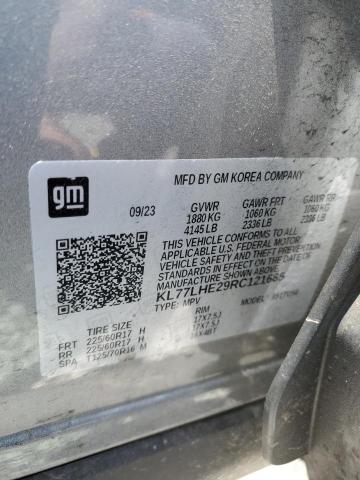 gm
MFD BY GM KOREA COMPANY
09/23 GVWR GAWR FRT GAWR RR
1880 KG 1060 KG 1060 KG
4145 LB 2336 LB 2336 LB
THIS VEHICLE CONFORMS TO ALL
APPLICABLE U.S. FEDERAL MOTOR
VEHICLE SAFETY AND THEFT PREVENTION
STANDARDS IN EFFECT ON THE DATE OF
MANUFACTURE SHOWN ABOVE.
KL77LHE29RC121685
TYPE: MPV MODEL:
TIRE SIZE RIM
FRT 225/60R17 H 17X7.5J
RR 225/60R17 H 17X7.5J
SPA T125/70R16 M 16X4BT